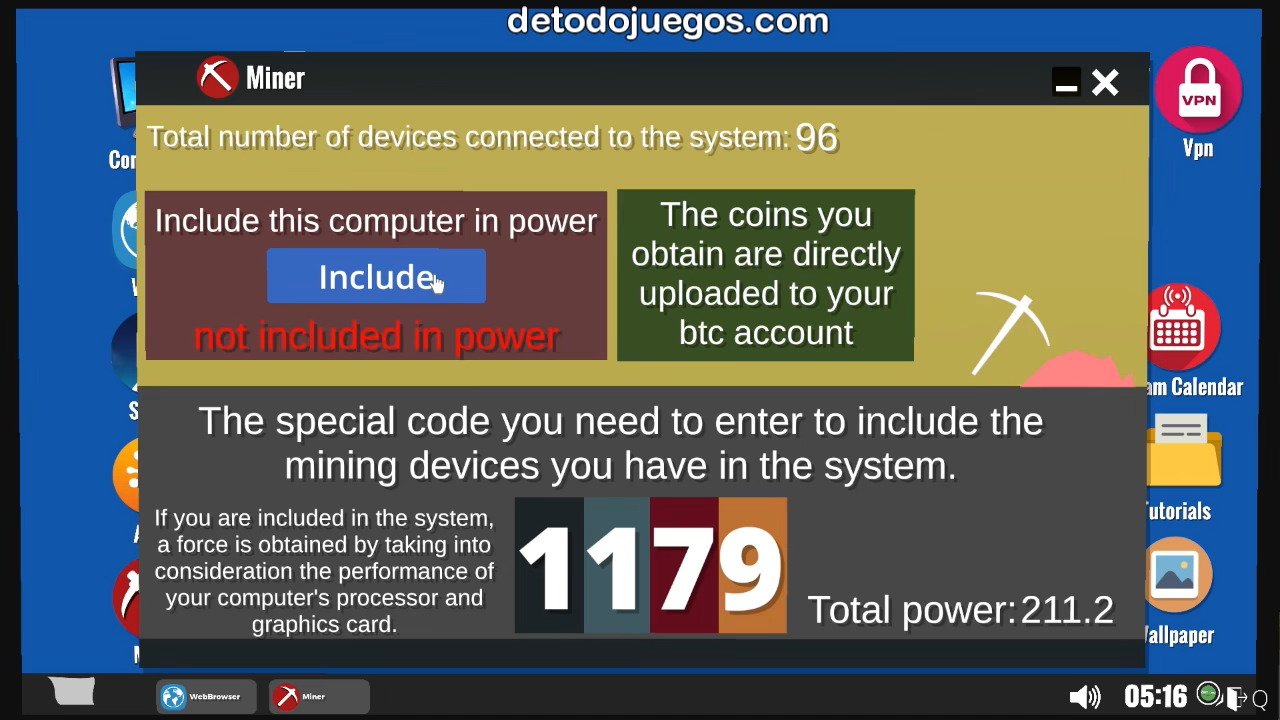 detodojuegos.com
Miner
VPN
Vpn
Total number of devices connected to the system: 96
Include this computer in power
Include
not included in power
The coins you
obtain are directly
uploaded to your
btc account
Calendar
The special code you need to enter to include the
mining devices you have in the system.
If you are included in the system,
a force is obtained by taking into
consideration the performance of
your computer's processor and
graphics card.
1179
Total power: 211.2
WebBrowser
Miner
05:16
Q